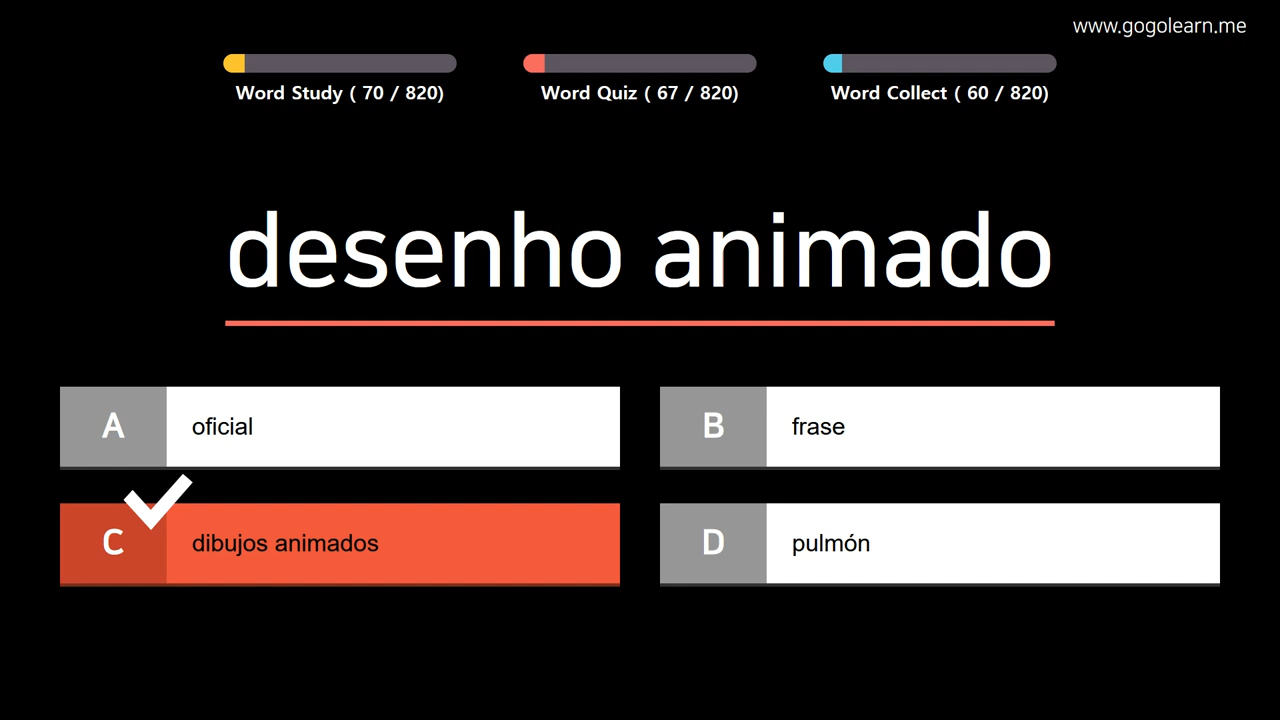 www.gogolearn.me
Word Study ( 70 / 820)
Word Quiz ( 67 / 820)
Word Collect ( 60 / 820)
desenho animado
A
oficial
B
frase
C
dibujos animados
D
pulmón